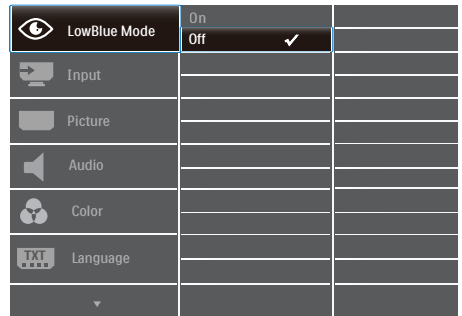 LowBlue Mode
On
Off
Input
Picture
Audio
Color
TXT
Language